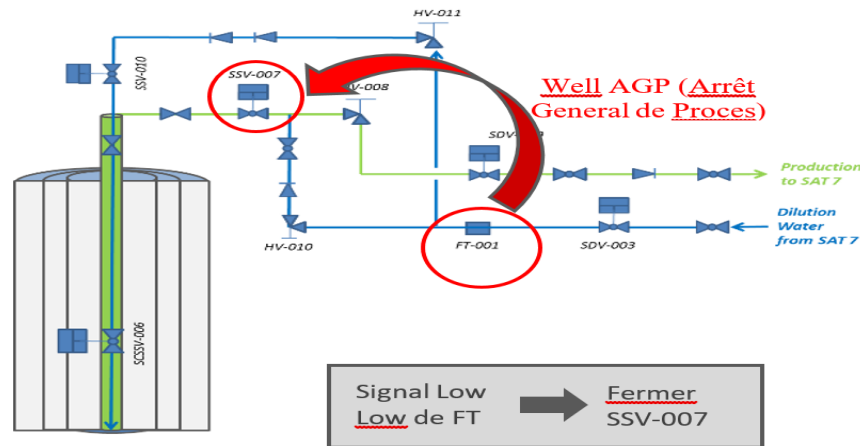 HV-011
SSV-010
SSV-007
V-008
Well AGP (Arrêt
General de Proces)
SDV-
Production
to SAT 7
Dilution
Water
from SAT 7
HV-010
FT-001
SDV-003
SCSSV-006
Signal Low
Low de FT
Fermer
SSV-007